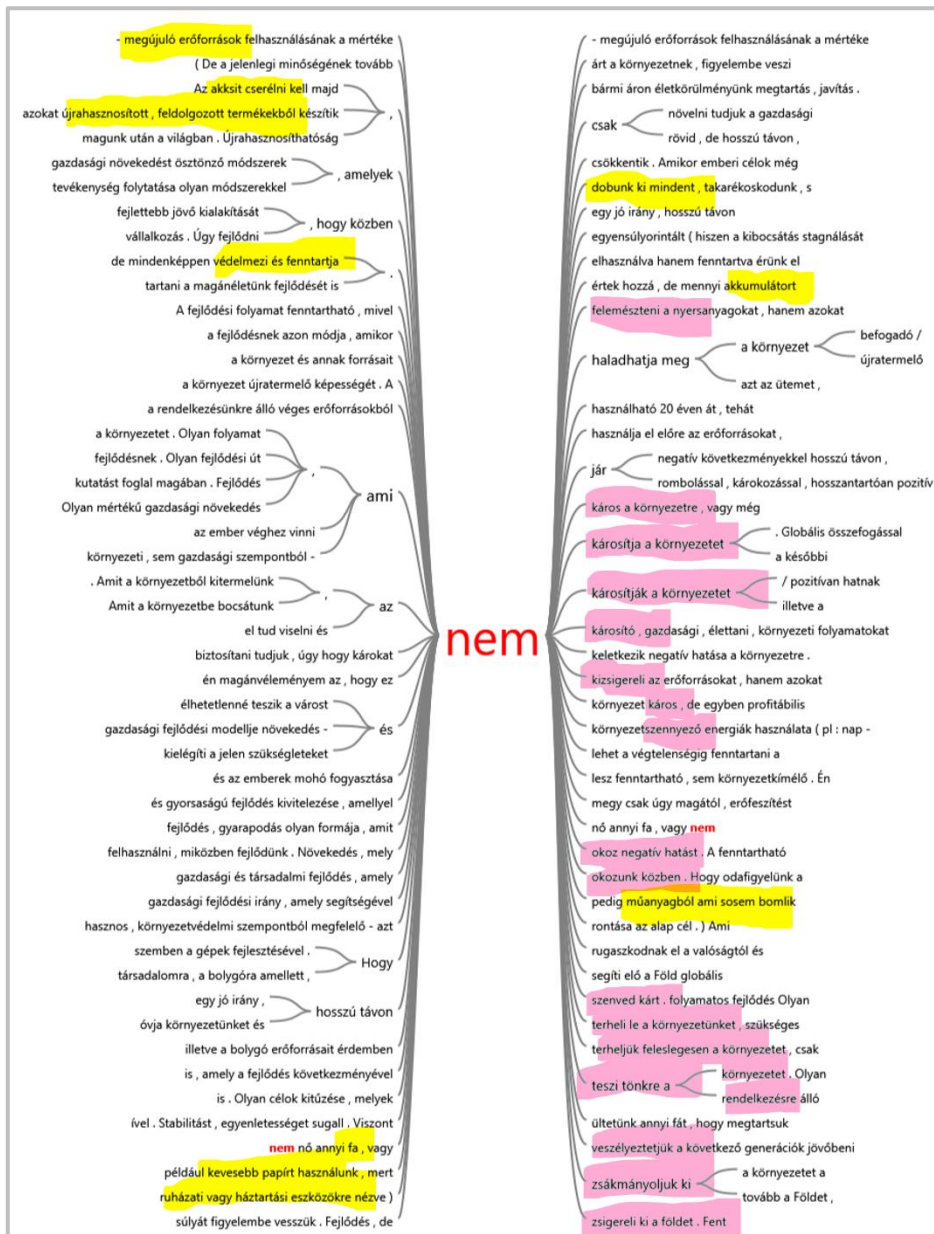 - megújuló erőforrások felhasználásának a mértéke
( De a jelenlegi minőségének tovább
Az akksit cserélni kell majd
azokat újrahasznosított , feldolgozott termékekből készítik
,
magunk után a világban . Újrahasznosíthatóság
gazdasági növekedést ösztönző módszerek
, amelyek
tevékenység folytatása olyan módszerekkel
fejlettebb jövő kialakítását
, hogy közben
vállalkozás . Úgy fejlődni
de mindenképpen védelmezi és fenntartja
.
tartani a magánéletünk fejlődését is
A fejlődési folyamat fenntartható , mivel
a fejlődésnek azon módja , amikor
a környezet és annak forrásait
a környezet újratermelő képességét . A
a rendelkezésünkre álló véges erőforrásokból
a környezetet . Olyan folyamat
fejlődésnek . Olyan fejlődési út
,
kutatást foglal magában . Fejlődés
ami
Olyan mértékű gazdasági növekedés
az ember véghez vinni
környezeti , sem gazdasági szempontból -
. Amit a környezetből kitermelünk
,
az
Amit a környezetbe bocsátunk
el tud viselni és
biztosítani tudjuk , úgy hogy károkat
én magánvéleményem az , hogy ez
élhetetlenné teszik a várost
gazdasági fejlődési modellje növekedés -
és
kielégíti a jelen szükségleteket
és az emberek mohó fogyasztása
és gyorsaságú fejlődés kivitelezése , amellyel
fejlődés , gyarapodás olyan formája , amit
felhasználni , miközben fejlődünk . Növekedés , mely
gazdasági és társadalmi fejlődés , amely
gazdasági fejlődési irány , amely segítségével
hasznos , környezetvédelmi szempontból megfelelő - azt
szemben a gépek fejlesztésével .
Hogy
társadalomra , a bolygóra amellett ,
egy jó irány ,
hosszú távon
óvja környezetünket és
illetve a bolygó erőforrásait érdemben
is , amely a fejlődés következményével
is . Olyan célok kitűzése , melyek
ível . Stabilitást , egyenletességet sugall . Viszont
nem nő annyi fa , vagy
például kevesebb papírt használunk , mert
ruházati vagy háztartási eszközökre nézve )
súlyát figyelembe vesszük . Fejlődés , de
nem
- megújuló erőforrások felhasználásának a mértéke
árt a környezetnek , figyelembe veszi
bármi áron életkörülményünk megtartás , javítás .
csak
növelni tudjuk a gazdasági
rövid , de hosszú távon ,
csökkentik . Amikor emberi célok még
dobunk ki mindent , takarékoskodunk , s
egy jó irány , hosszú távon
egyensúlyorintált ( hiszen a kibocsátás stagnálását
elhasználva hanem fenntartva érünk el
értek hozzá , de mennyi akkumulátort
felemészteni a nyersanyagokat , hanem azokat
haladhatja meg
a környezet
befogadó /
újratermelő
azt az ütemet ,
használható 20 éven át , tehát
használja el előre az erőforrásokat ,
jár
negatív következményekkel hosszú távon ,
rombolással , károkozással , hosszantartóan pozitív
káros a környezetre , vagy még
károsítja a környezetet
. Globális összefogással
a későbbi
károsítják a környezetet
/ pozitívan hatnak
illetve a
károsító , gazdasági , élettani , környezeti folyamatokat
keletkezik negatív hatása a környezetre .
kizsigereli az erőforrásokat , hanem azokat
környezet káros , de egyben profitábilis
környezetszennyező energiák használata ( pl : nap -
lehet a végtelenségig fenntartani a
lesz fenntartható , sem környezetkímélő . Én
megy csak úgy magától , erőfeszítést
nő annyi fa , vagy nem
okoz negatív hatást . A fenntartható
okozunk közben . Hogy odafigyelünk a
pedig műanyagból ami sosem bomlik
rontása az alap cél . ) Ami
rugaszkodnak el a valóságtól és
segíti elő a Föld globális
szenved kárt . folyamatos fejlődés Olyan
terheli le a környezetünket , szükséges
terheljük feleslegesen a környezetet , csak
teszi tönkre a
környezetet . Olyan
rendelkezésre álló
ültetünk annyi fát , hogy megtartsuk
veszélyeztetjük a következő generációk jövőbeni
zsákmányoljuk ki
a környezetet a
tovább a Földet ,
zsigereli ki a földet . Fent